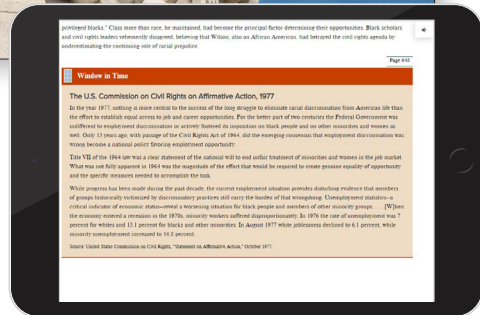 privileged blacks." Class more than race, he maintained, had become the principal factor determining their opportunities. Black scholars
and civil rights leaders vehemently disagreed, believing that Wilson, also an African American, had betrayed the civil rights agenda by
underestimating the continuing role of racial prejudice.
Page 645
Window in Time
The U.S. Commission on Civil Rights on Affirmative Action, 1977
In the year 1977, nothing is more central to the success of the long struggle to eliminate racial discrimination from American life than
the effort to establish equal access to job and career opportunities. For the better part of two centuries the Federal Government was
indifferent to employment discrimination or actively fostered its imposition on black people and on other minorities and women as
well. Only 13 years ago, with passage of the Civil Rights Act of 1964, did the emerging consensus that employment discrimination was
wrong become a national policy favoring employment opportunity.
Title VII of the 1964 law was a clear statement of the national will to end unfair treatment of minorities and women in the job market.
What was not fully apparent in 1964 was the magnitude of the effort that would be required to create genuine equality of opportunity
and the specific measures needed to accomplish the task.
While progress has been made during the past decade, the current employment situation provides disturbing evidence that members
of groups historically victimized by discriminatory practices still carry the burden of that wrongdoing. Unemployment statistics—a
critical indicator of economic status—reveal a worsening situation for black people and members of other minority groups. . . . [W]hen
the economy entered a recession in the 1970s, minority workers suffered disproportionately. In 1976 the rate of unemployment was 7
percent for whites and 13.1 percent for blacks and other minorities. In August 1977 white joblessness declined to 6.1 percent, while
minority unemployment increased to 14.8 percent.
Source: United States Commission on Civil Rights, "Statement on Affirmative Action," October 1977.